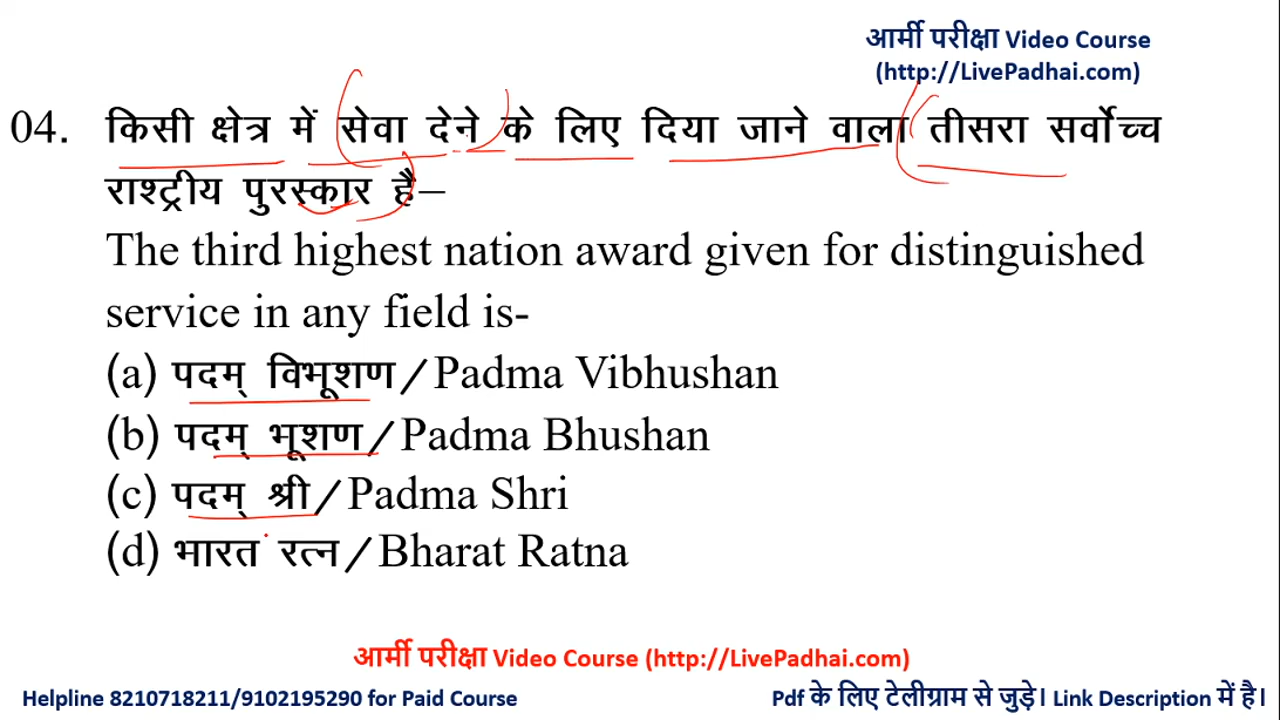 आर्मी परीक्षा Video Course
(http://LivePadhai.com)
04. किसी क्षेत्र में सेवा देने के लिए दिया जाने वाला तीसरा सर्वोच्च
राश्ट्रीय पुरस्कार है–
The third highest nation award given for distinguished
service in any field is-
(a) पदम् विभूशण/Padma Vibhushan
(b) पदम् भूशण/Padma Bhushan
(c) पदम् श्री/Padma Shri
(d) भारत रत्न/Bharat Ratna
आर्मी परीक्षा Video Course (http://LivePadhai.com)
Helpline 8210718211/9102195290 for Paid Course
Pdf के लिए टेलीग्राम से जुड़े। Link Description में है।